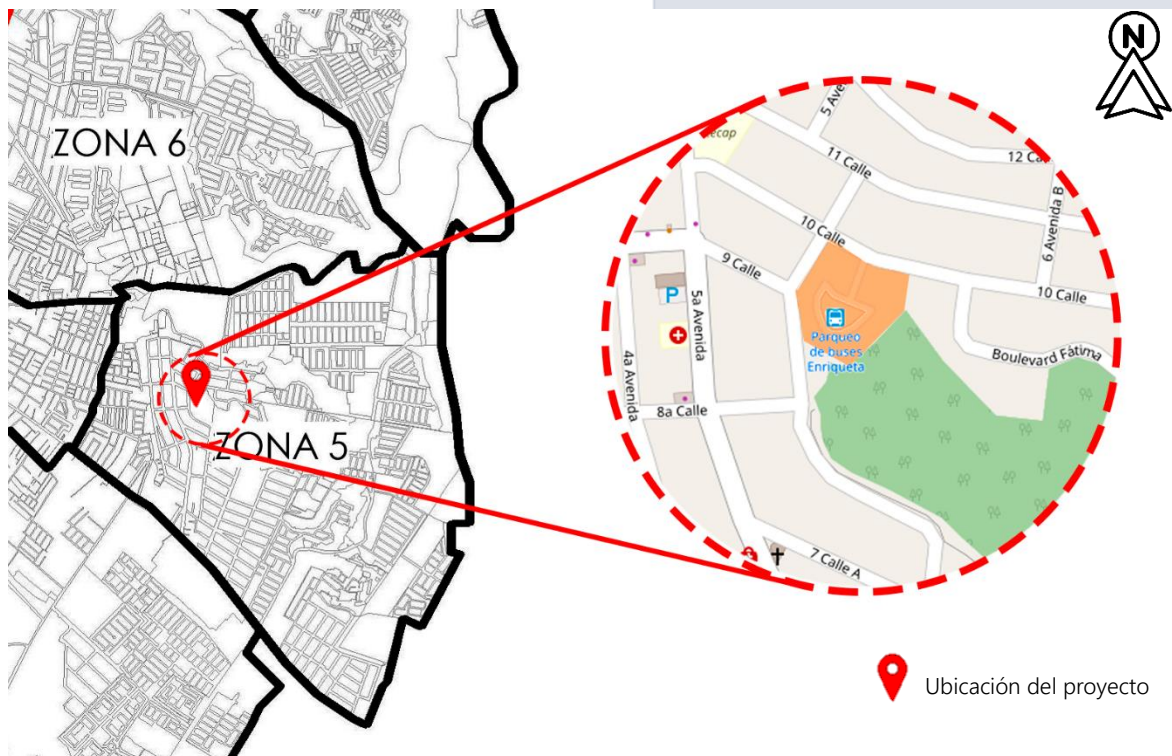 N
ZONA 6
ZONA 5
ecap
5 Ave
11 Calle
12 Ca
10 Calle
6 Avenida B
9 Calle
10 Calle
P
5a Avenida
Parqueo
de buses
Enriqueta
Boulevard Fátima
4a Avenida
8a Calle
7 Calle A
Ubicación del proyecto